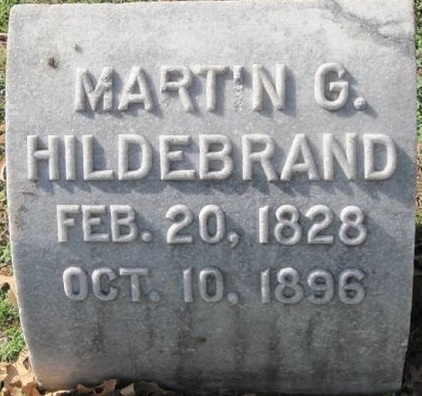 MARTIN G.
HILDEBRAND
FEB. 20, 1828
OCT. 10, 1896